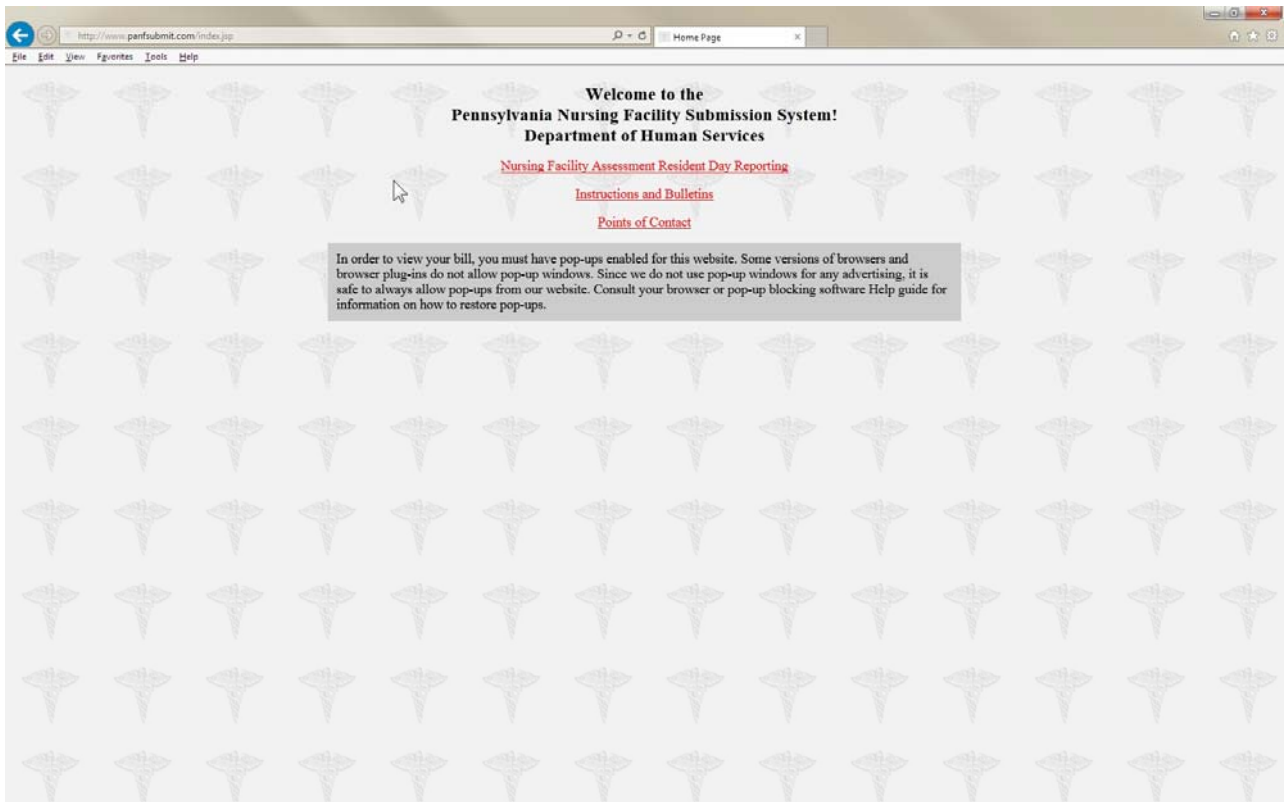 http://www.panfsubmit.com/index.jsp
Home Page
File Edit View Favorites Tools Help
Welcome to the
Pennsylvania Nursing Facility Submission System!
Department of Human Services
Nursing Facility Assessment Resident Day Reporting
Instructions and Bulletins
Points of Contact
In order to view your bill, you must have pop-ups enabled for this website. Some versions of browsers and
browser plug-ins do not allow pop-up windows. Since we do not use pop-up windows for any advertising, it is
safe to always allow pop-ups from our website. Consult your browser or pop-up blocking software Help guide for
information on how to restore pop-ups.